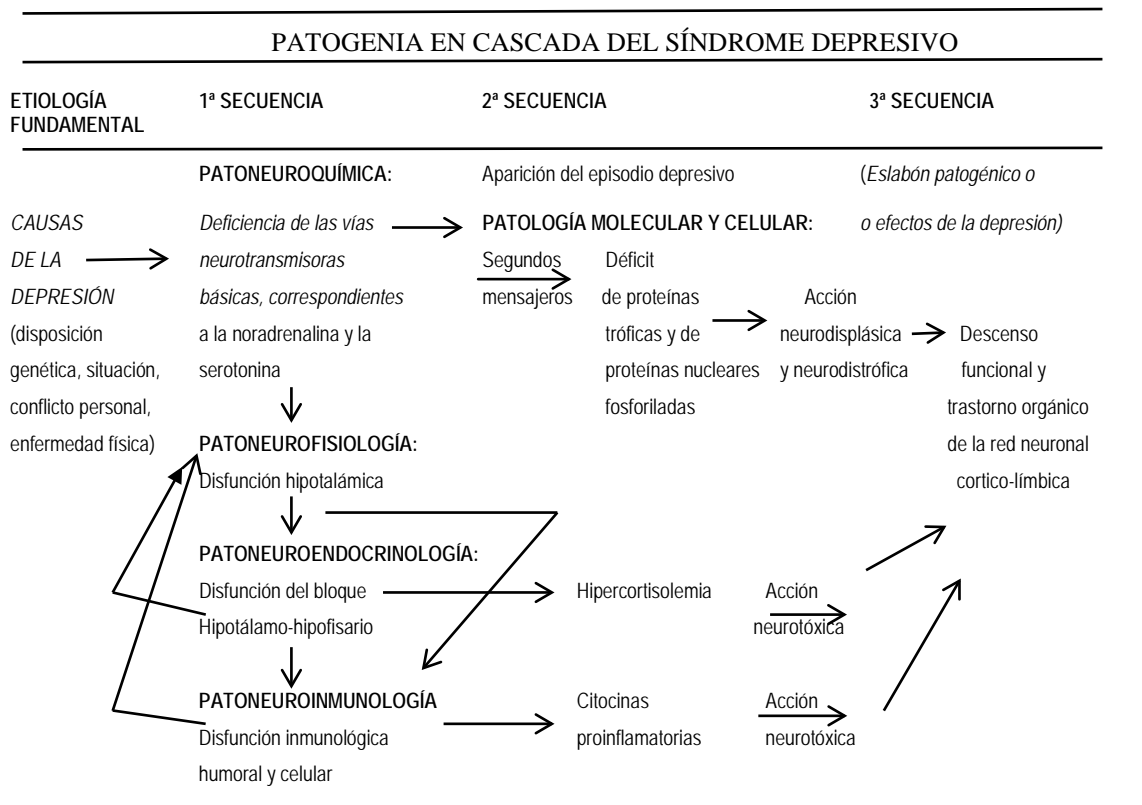 PATOGENIA EN CASCADA DEL SÍNDROME DEPRESIVO
ETIOLOGÍA
FUNDAMENTAL
1ª SECUENCIA
2ª SECUENCIA
3ª SECUENCIA
CAUSAS
DE LA
DEPRESIÓN
(disposición
genética, situación,
conflicto personal,
enfermedad física)
PATONEUROQUÍMICA:
Deficiencia de las vías
neurotransmisoras
básicas, correspondientes
a la noradrenalina y la
serotonina
PATONEUROFISIOLOGÍA:
Disfunción hipotalámica
PATONEUROENDOCRINOLOGÍA:
Disfunción del bloque
Hipotálamo-hipofisario
PATONEUROINMUNOLOGÍA
Disfunción inmunológica
humoral y celular
Aparición del episodio depresivo
PATOLOGÍA MOLECULAR Y CELULAR:
Segundos
mensajeros
Déficit
de proteínas
tróficas y de
proteínas nucleares
fosforiladas
Acción
neurodisplásica
y neurodistrófica
Hipercortisolemia
Acción
neurotóxica
Citocinas
proinflamatorias
Acción
neurotóxica
(Eslabón patogénico o
o efectos de la depresión)
Descenso
funcional y
trastorno orgánico
de la red neuronal
cortico-límbica